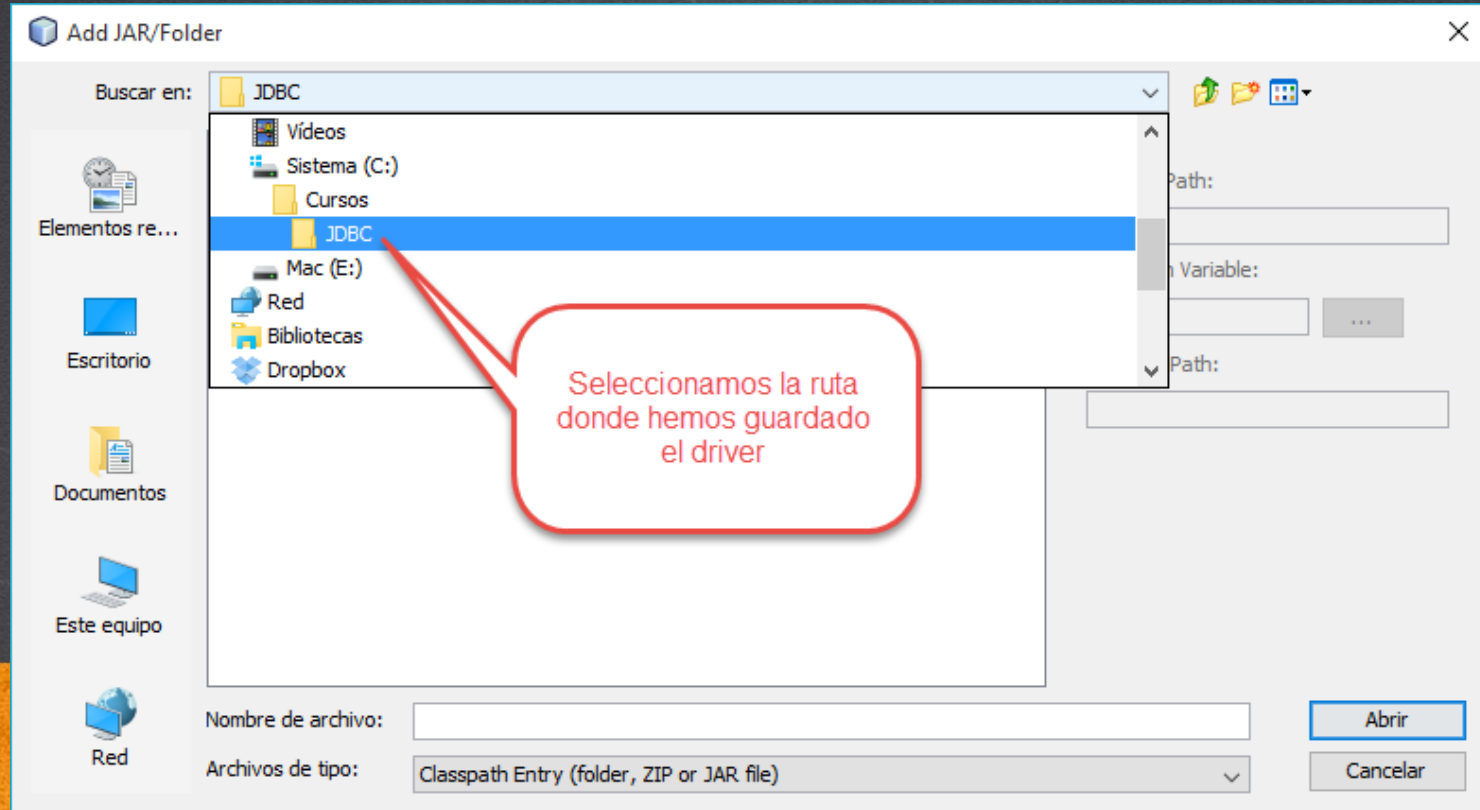 Add JAR/Folder
Buscar en:
JDBC
Vídeos
Sistema (C:)
Cursos
JDBC
Mac (E:)
Red
Bibliotecas
Dropbox
Elementos re...
Escritorio
Documentos
Este equipo
Red
Path:
Variable:
...
Path:
Seleccionamos la ruta
donde hemos guardado
el driver
Nombre de archivo:
Abrir
Archivos de tipo:
Classpath Entry (folder, ZIP or JAR file)
Cancelar